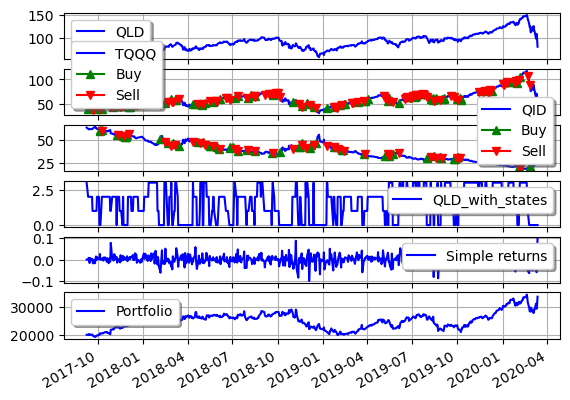 150
100
QLD
TQQQ
Buy
Sell
100
50
QID
Buy
Sell
50
25
2.5
0.0
QLD_with_states
0.1
0.0
−0.1
Simple returns
30000
20000
Portfolio
2017-10
2018-01
2018-04
2018-07
2018-10
2019-01
2019-04
2019-07
2019-10
2020-01
2020-04